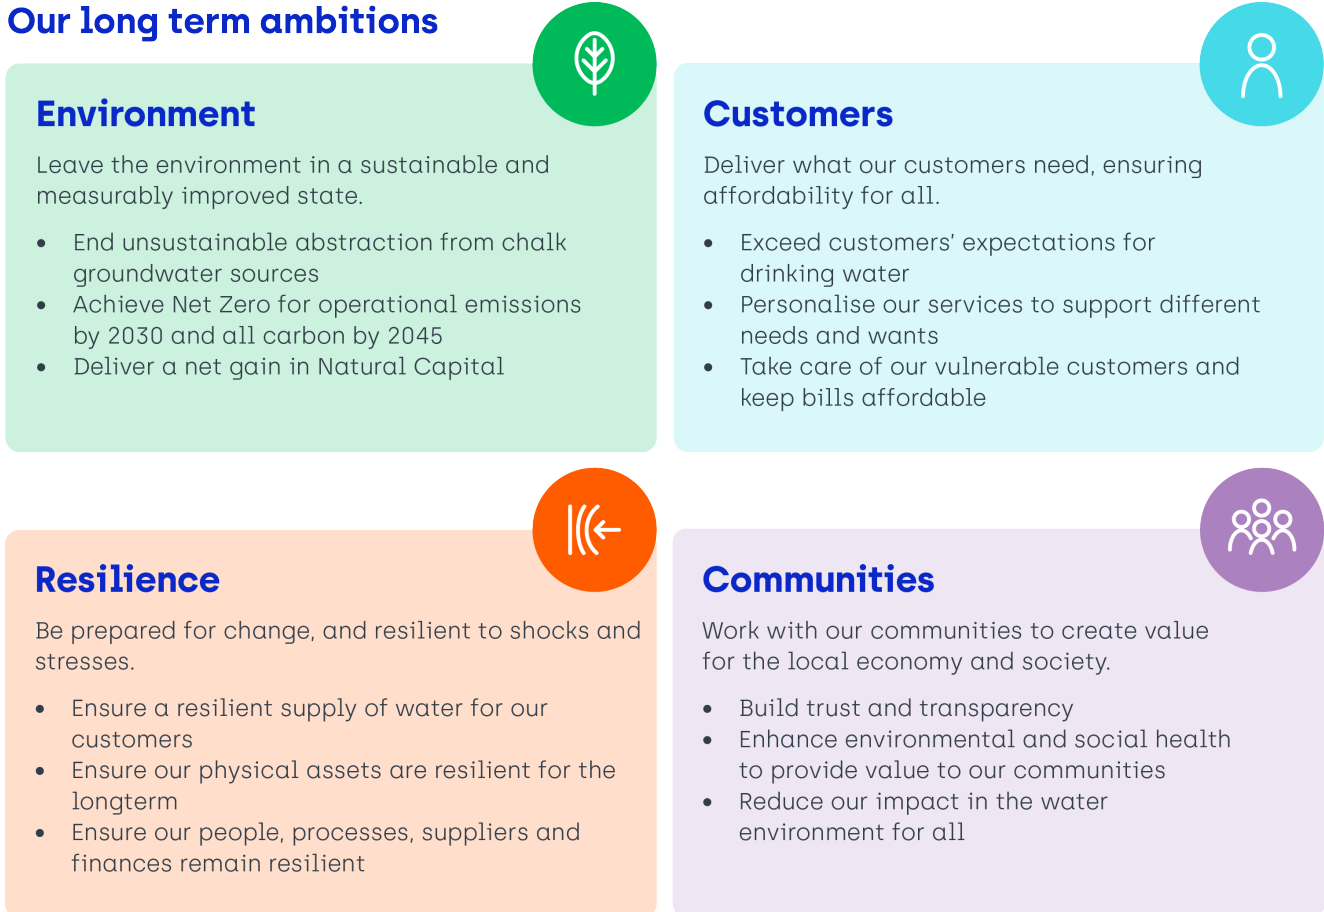 Our long term ambitions
Environment
Leave the environment in a sustainable and
measurably improved state.
• End unsustainable abstraction from chalk
groundwater sources
• Achieve Net Zero for operational emissions
by 2030 and all carbon by 2045
• Deliver a net gain in Natural Capital
Customers
Deliver what our customers need, ensuring
affordability for all.
• Exceed customers’ expectations for
drinking water
• Personalise our services to support different
needs and wants
• Take care of our vulnerable customers and
keep bills affordable
Resilience
Be prepared for change, and resilient to shocks and
stresses.
• Ensure a resilient supply of water for our
customers
• Ensure our physical assets are resilient for the
longterm
• Ensure our people, processes, suppliers and
finances remain resilient
Communities
Work with our communities to create value
for the local economy and society.
• Build trust and transparency
• Enhance environmental and social health
to provide value to our communities
• Reduce our impact in the water
environment for all